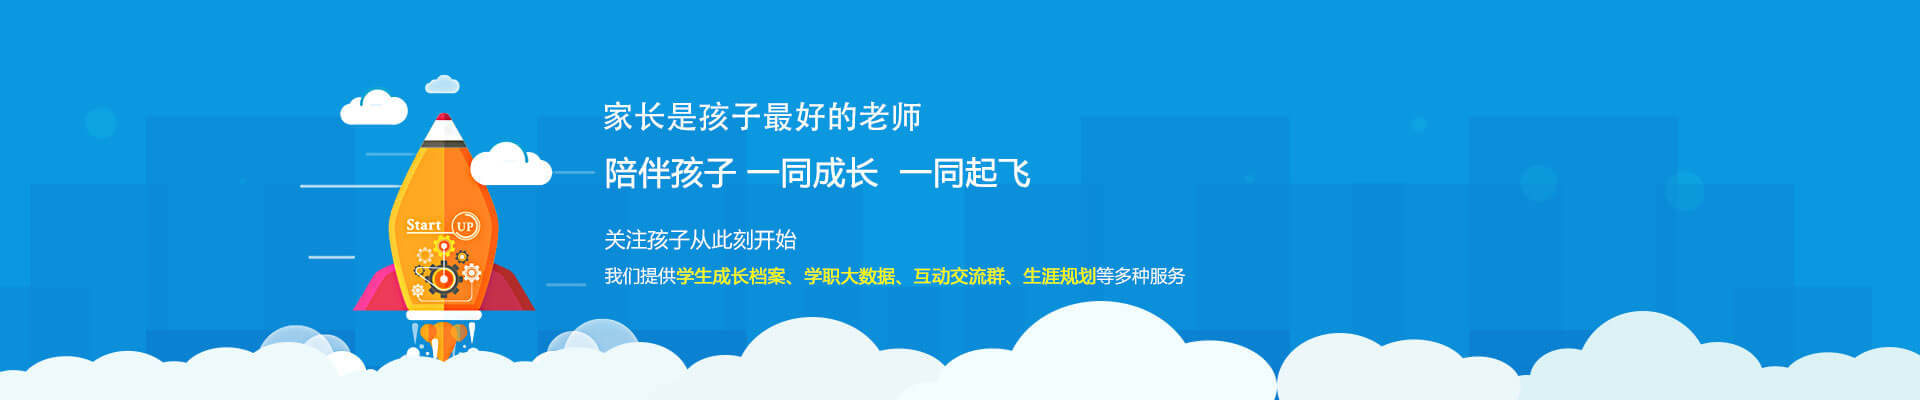 家长是孩子最好的老师
陪伴孩子 一同成长 一同起飞
Start UP
关注孩子从此刻开始
我们提供学生成长档案、学职大数据、互动交流群、生涯规划等多种服务